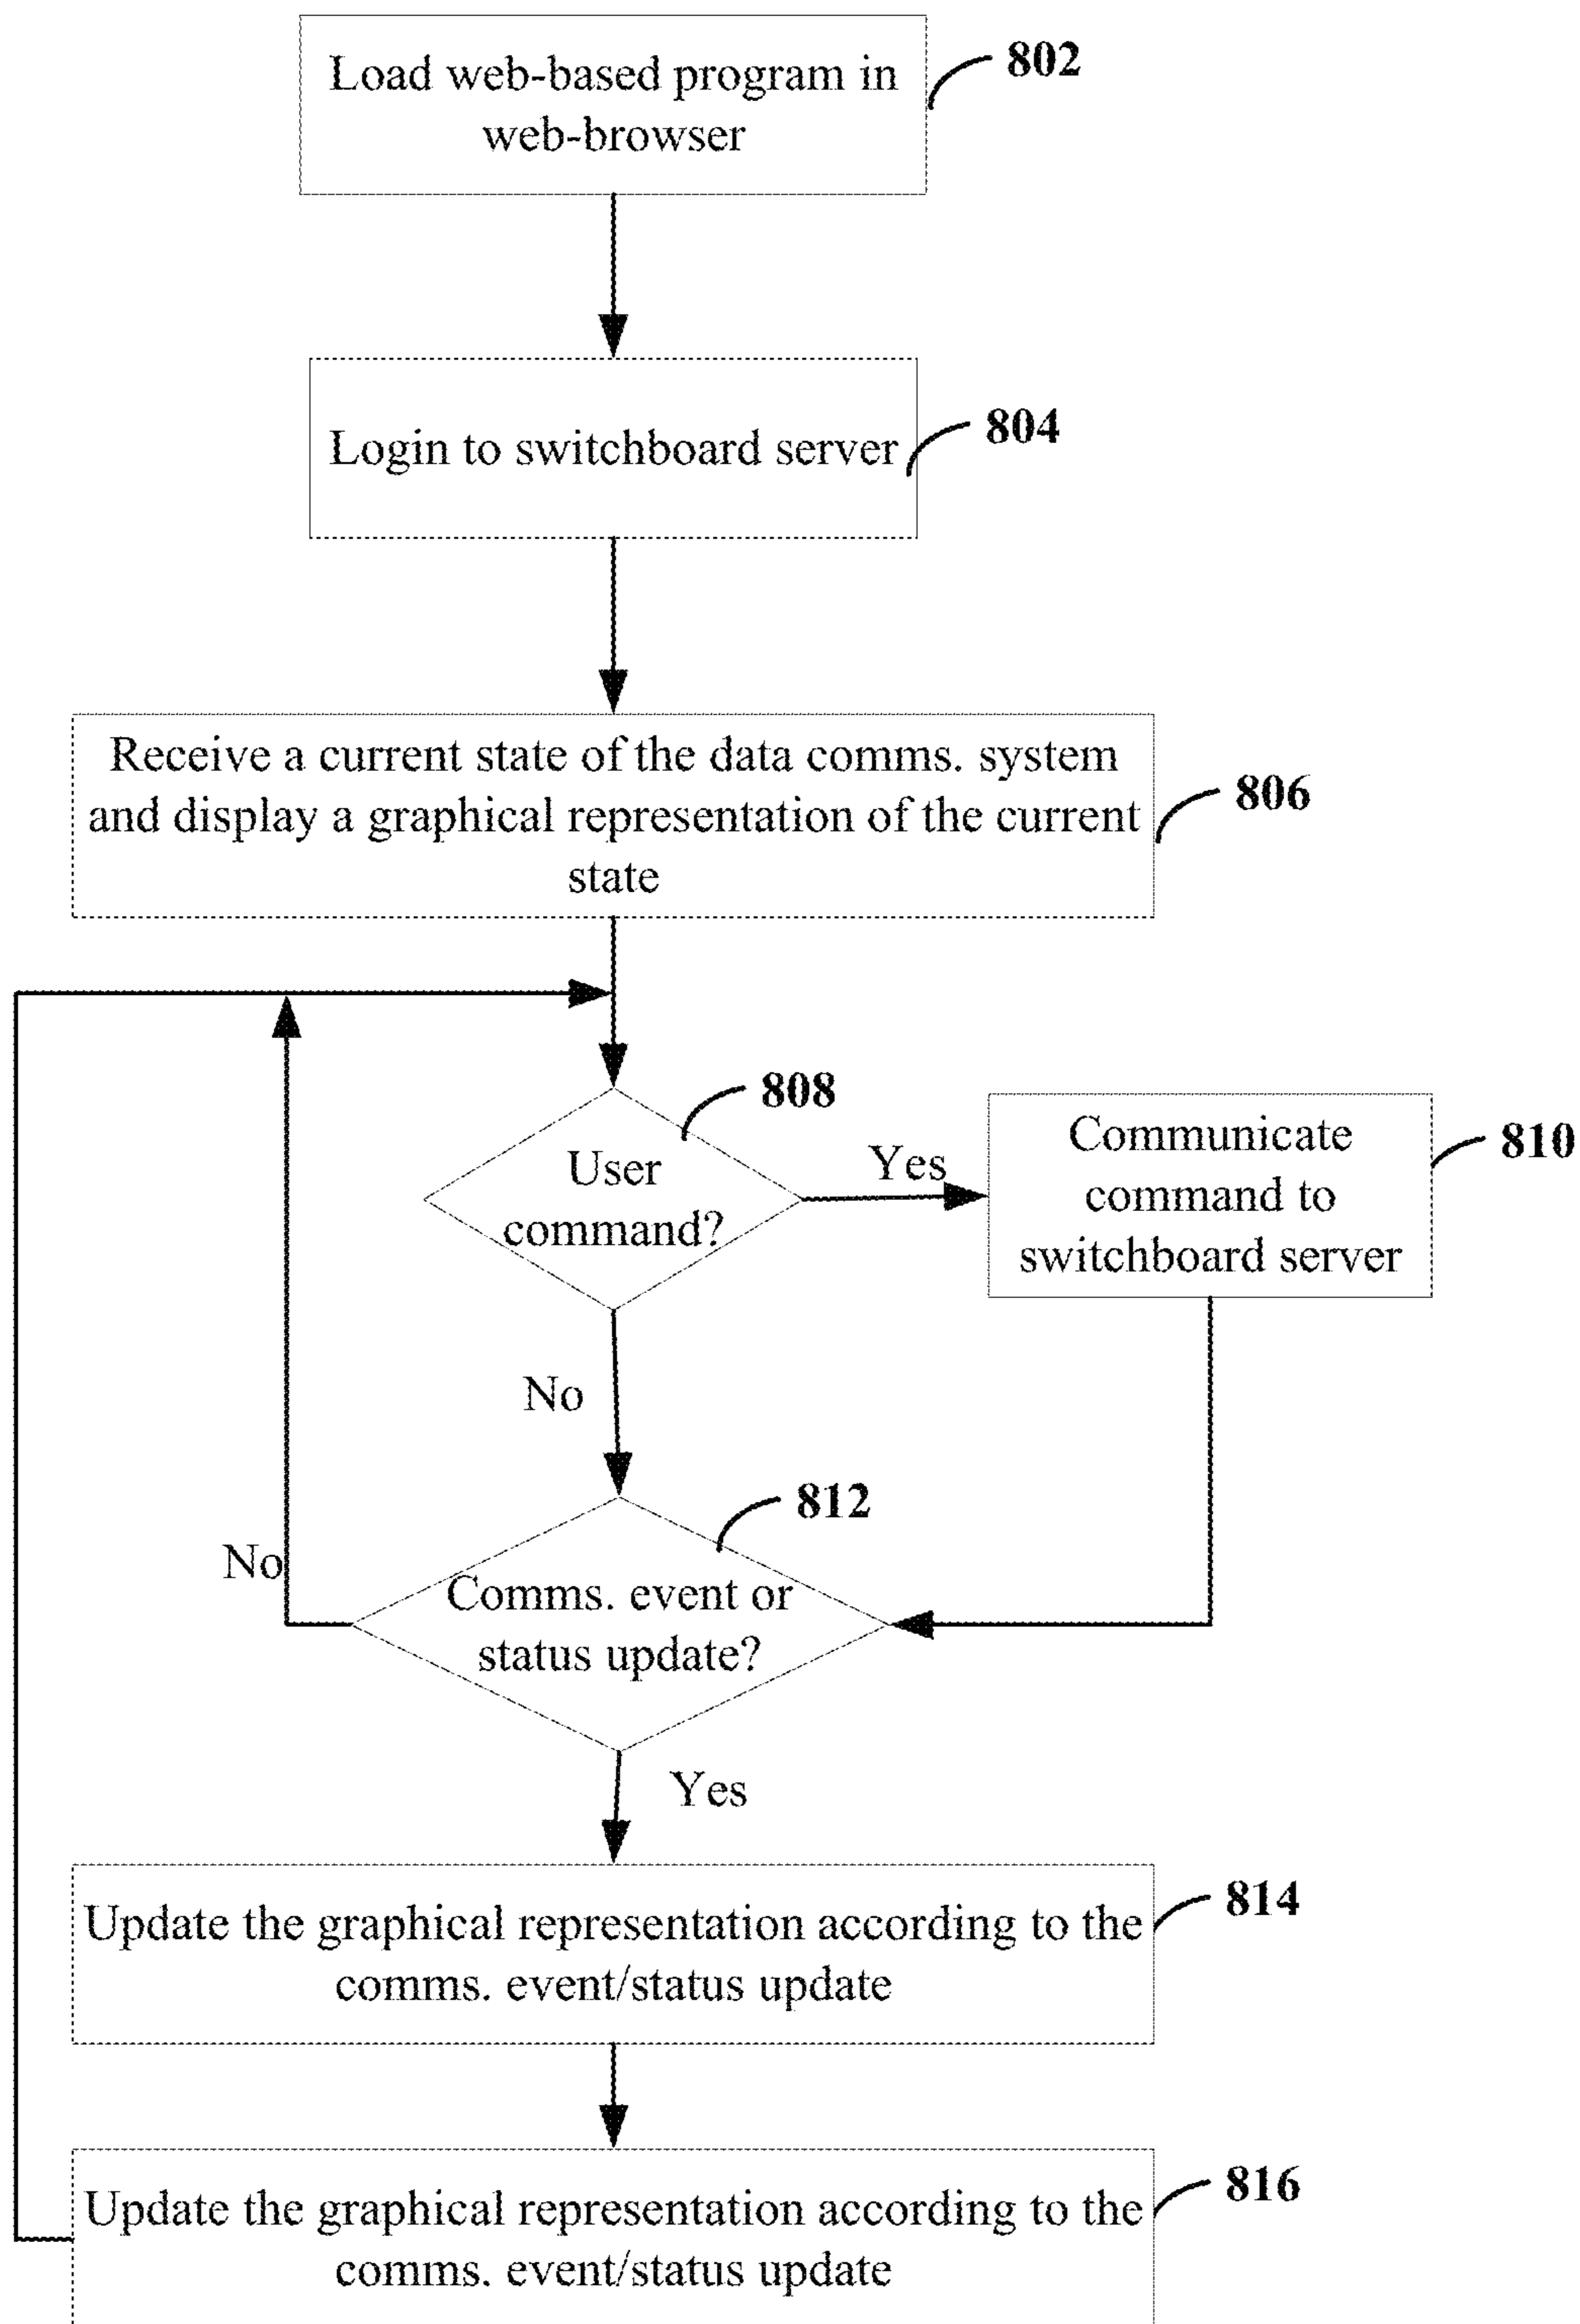 Load web-based program in
web-browser
802
Login to switchboard server
804
Receive a current state of the data comms. system
and display a graphical representation of the current
state
806
808
User
command?
Yes
Communicate
command to
switchboard server
810
No
812
No
Comms. event or
status update?
Yes
Update the graphical representation according to the
comms. event/status update
814
Update the graphical representation according to the
comms. event/status update
816